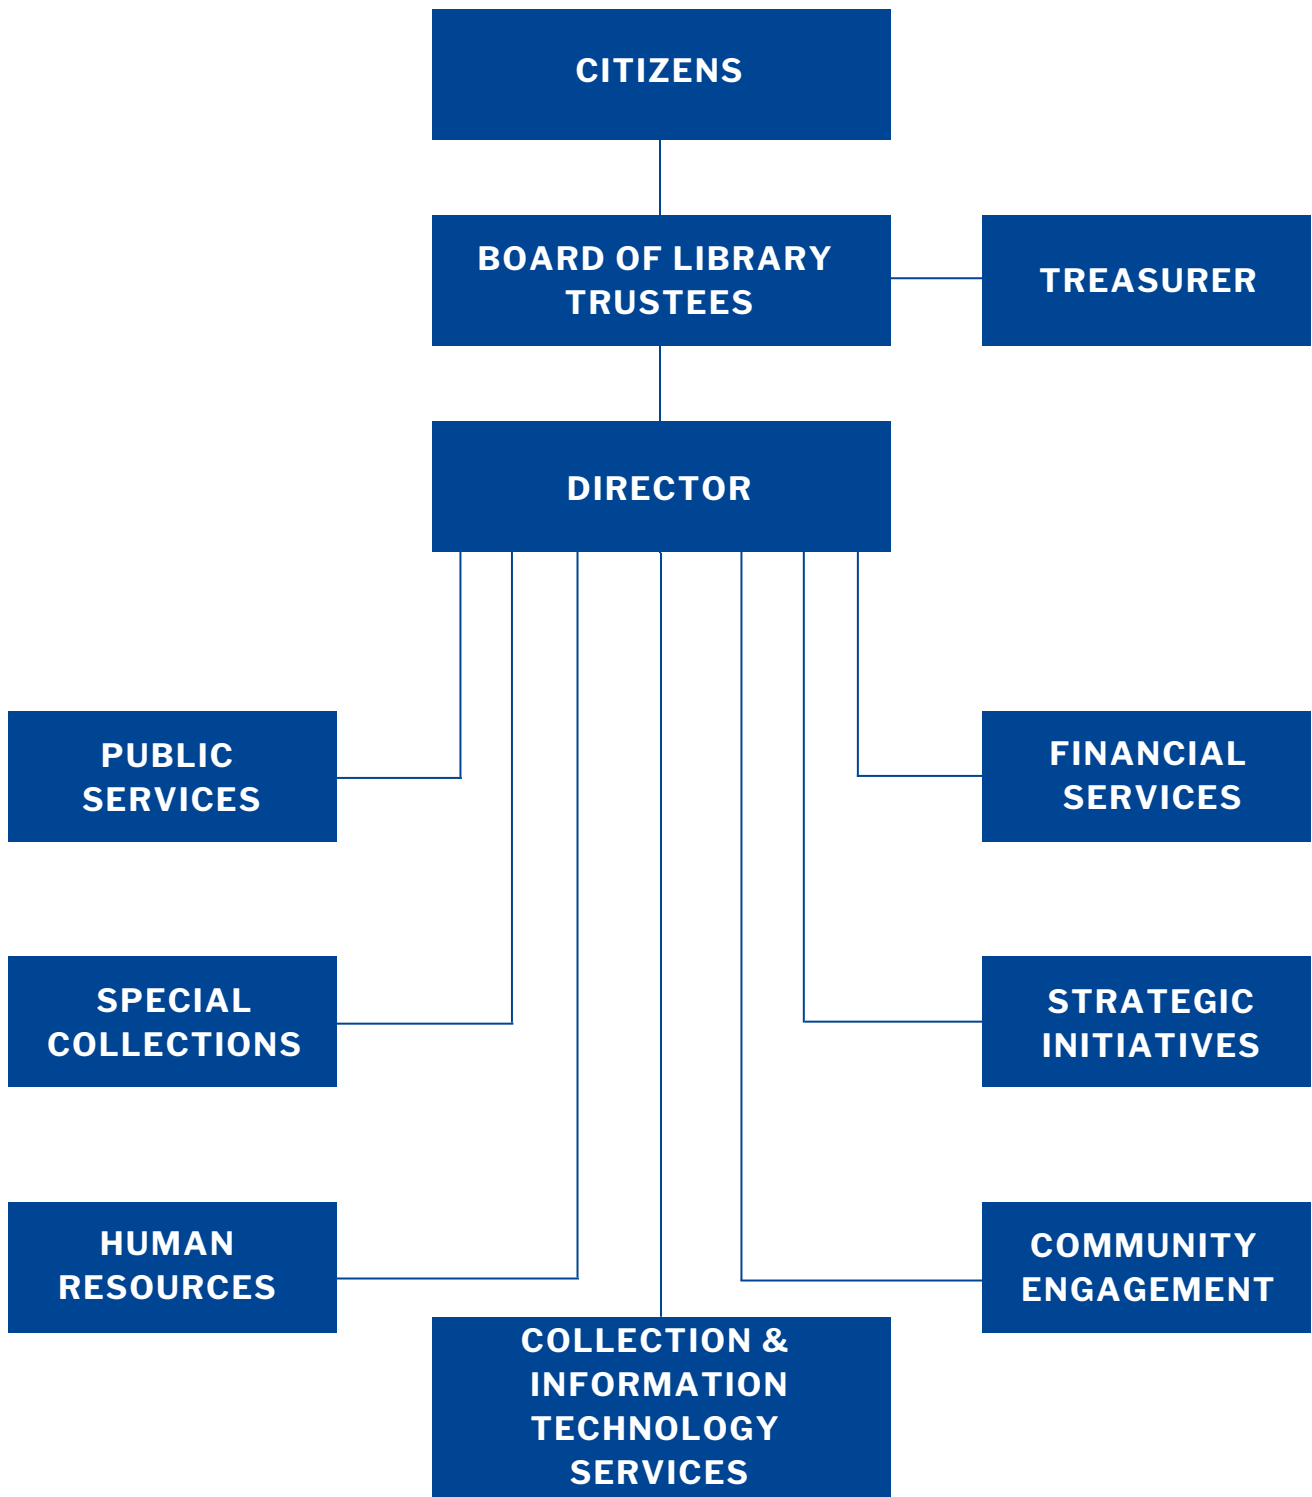 CITIZENS
BOARD OF LIBRARY
TRUSTEES
TREASURER
DIRECTOR
PUBLIC
SERVICES
FINANCIAL
SERVICES
SPECIAL
COLLECTIONS
STRATEGIC
INITIATIVES
HUMAN
RESOURCES
COMMUNITY
ENGAGEMENT
COLLECTION &
INFORMATION
TECHNOLOGY
SERVICES